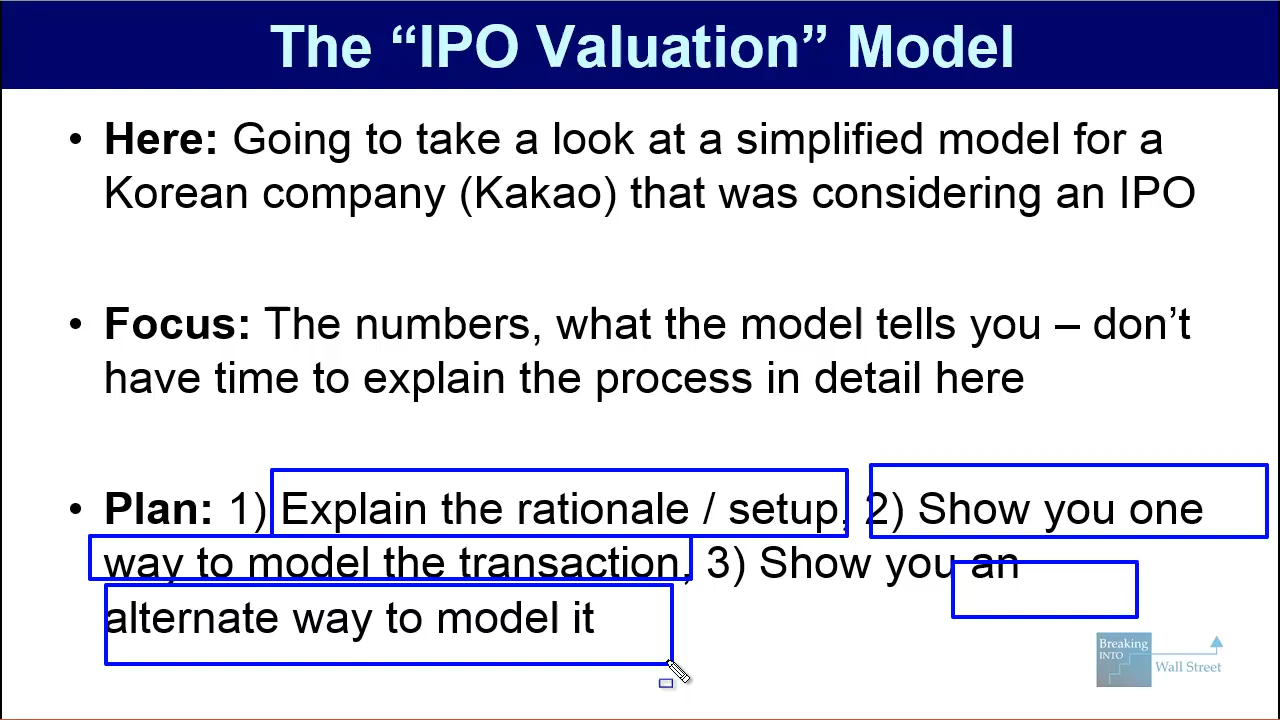 The “IPO Valuation” Model
• Here: Going to take a look at a simplified model for a
Korean company (Kakao) that was considering an IPO
• Focus: The numbers, what the model tells you – don’t
have time to explain the process in detail here
• Plan: 1) Explain the rationale / setup, 2) Show you one
way to model the transaction, 3) Show you an
alternate way to model it
Breaking
INTO
Wall Street